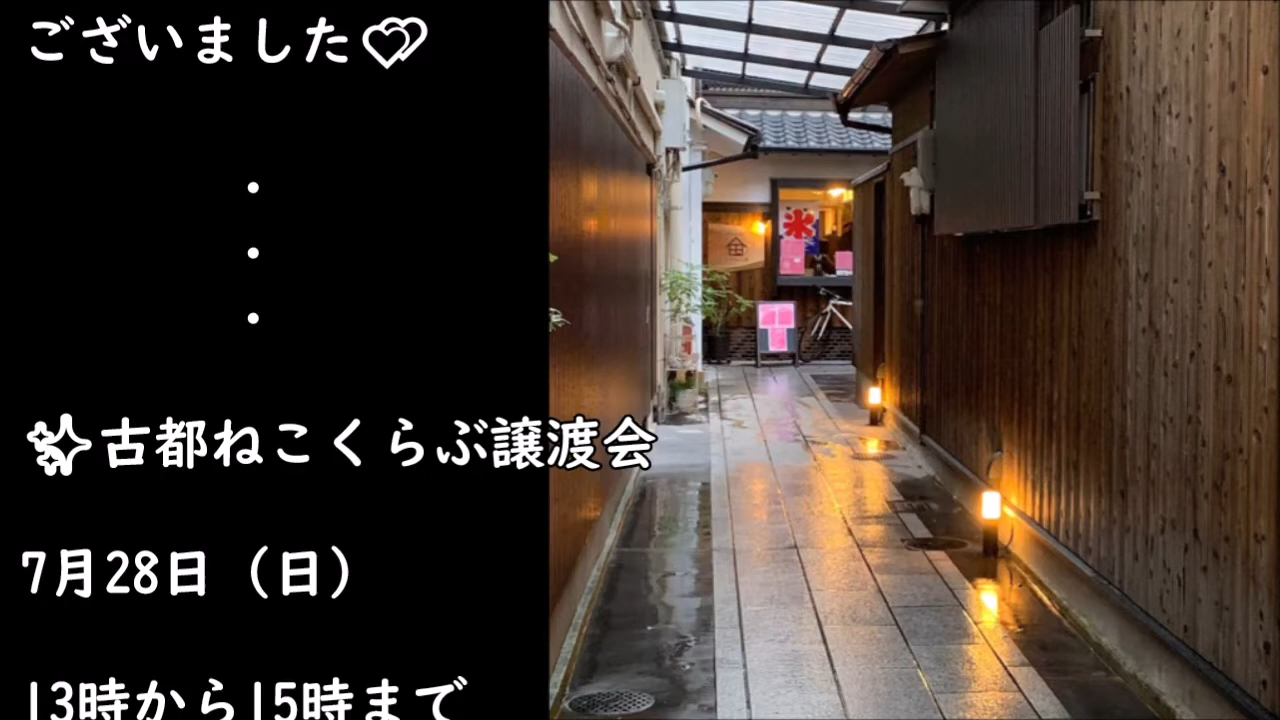 ございました💕
・
・
・
✨古都ねこくらぶ譲渡会
7月28日（日）
13時から15時まで
氷